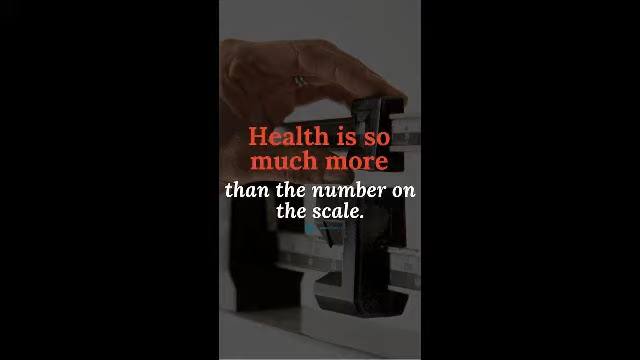 Health is so
much more
than the number on
the scale.